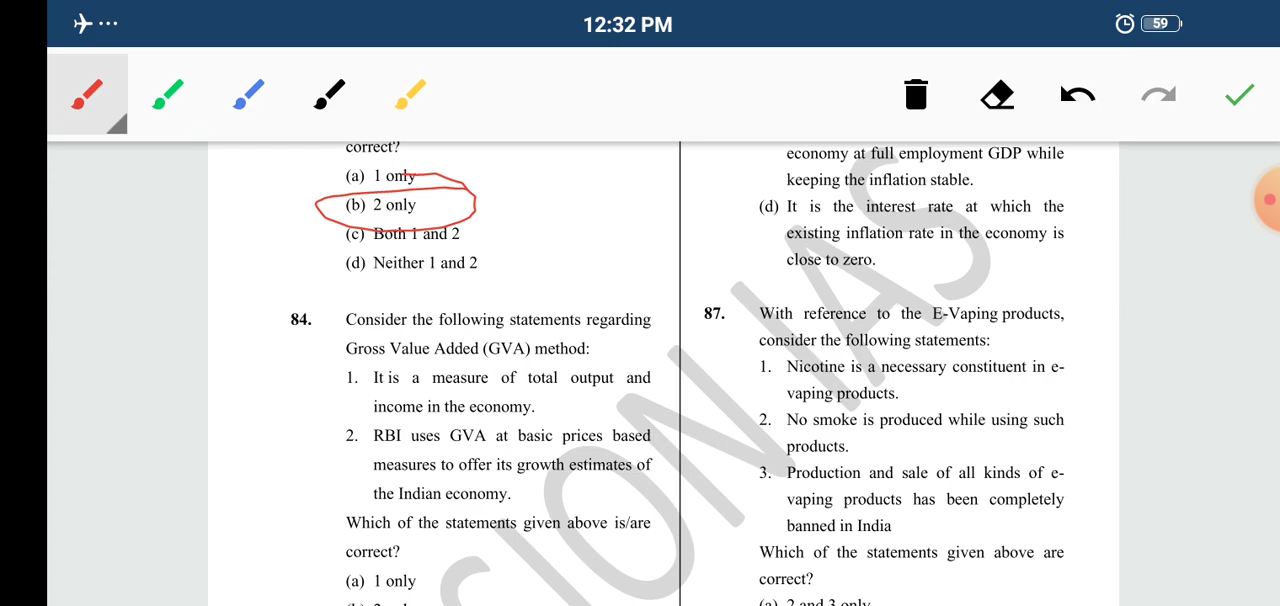 12:32 PM
59
correct?
(a) 1 only
(b) 2 only
(c) Both 1 and 2
(d) Neither 1 and 2
84. Consider the following statements regarding
Gross Value Added (GVA) method:
1. It is a measure of total output and
income in the economy.
2. RBI uses GVA at basic prices based
measures to offer its growth estimates of
the Indian economy.
Which of the statements given above is/are
correct?
(a) 1 only
economy at full employment GDP while
keeping the inflation stable.
(d) It is the interest rate at which the
existing inflation rate in the economy is
close to zero.
87. With reference to the E-Vaping products,
consider the following statements:
1. Nicotine is a necessary constituent in e-
vaping products.
2. No smoke is produced while using such
products.
3. Production and sale of all kinds of e-
vaping products has been completely
banned in India
Which of the statements given above are
correct?
(a) 2 and 3 only
SION IAS